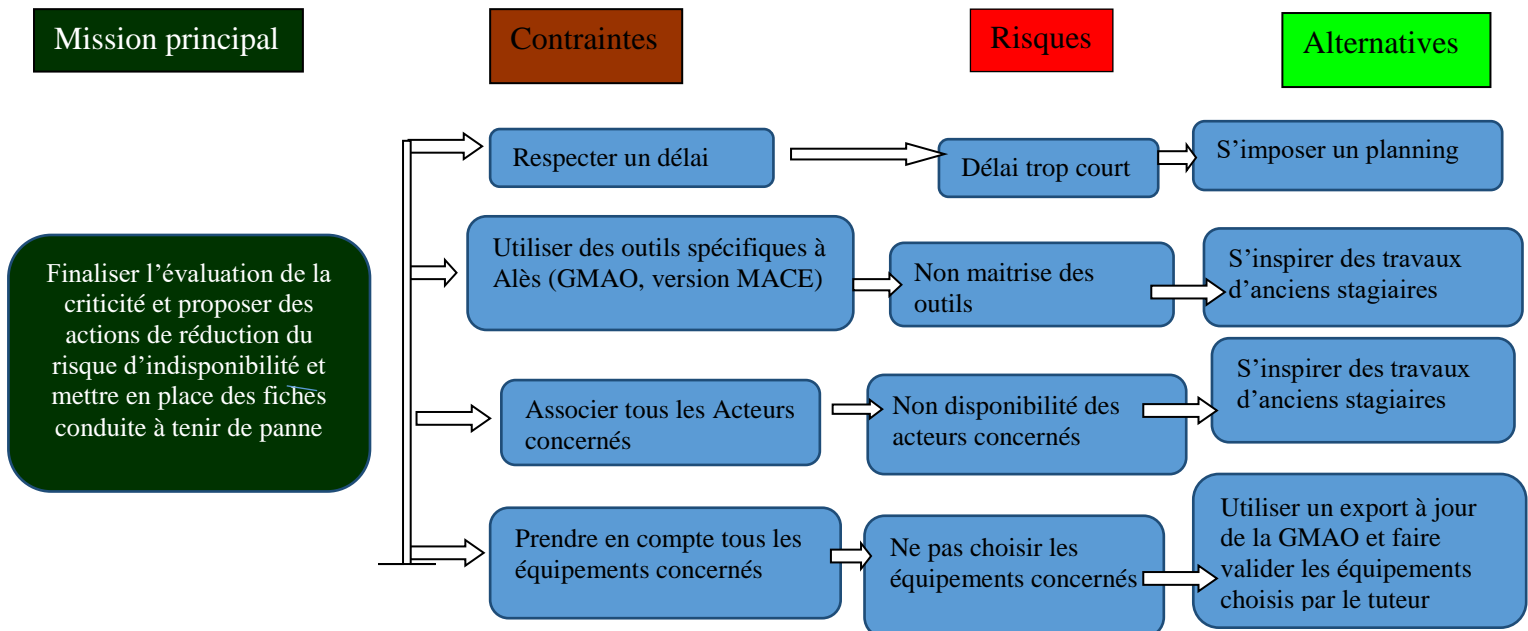 Mission principal
Contraintes
Risques
Alternatives
Finaliser l’évaluation de la
criticité et proposer des
actions de réduction du
risque d’indisponibilité et
mettre en place des fiches
conduite à tenir de panne
Respecter un délai
Délai trop court
S’imposer un planning
Utiliser des outils spécifiques à
Alès (GMAO, version MACE)
Non maitrise des
outils
S’inspirer des travaux
d’anciens stagiaires
Associer tous les Acteurs
concernés
Non disponibilité des
acteurs concernés
S’inspirer des travaux
d’anciens stagiaires
Prendre en compte tous les
équipements concernés
Ne pas choisir les
équipements concernés
Utiliser un export à jour
de la GMAO et faire
valider les équipements
choisis par le tuteur